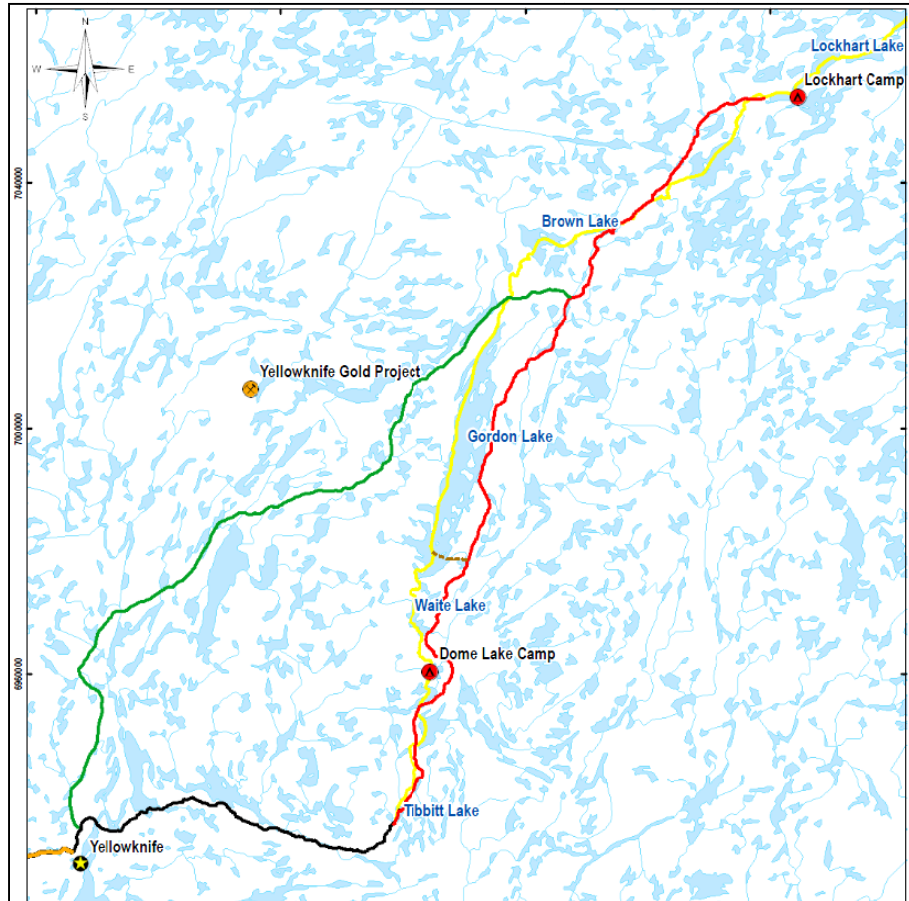 N
W
E
S
Lockhart Lake
Lockhart Camp
7040000
Brown Lake
Yellowknife Gold Project
7000000
Gordon Lake
Waite Lake
Dome Lake Camp
6960000
Tibbitt Lake
Yellowknife